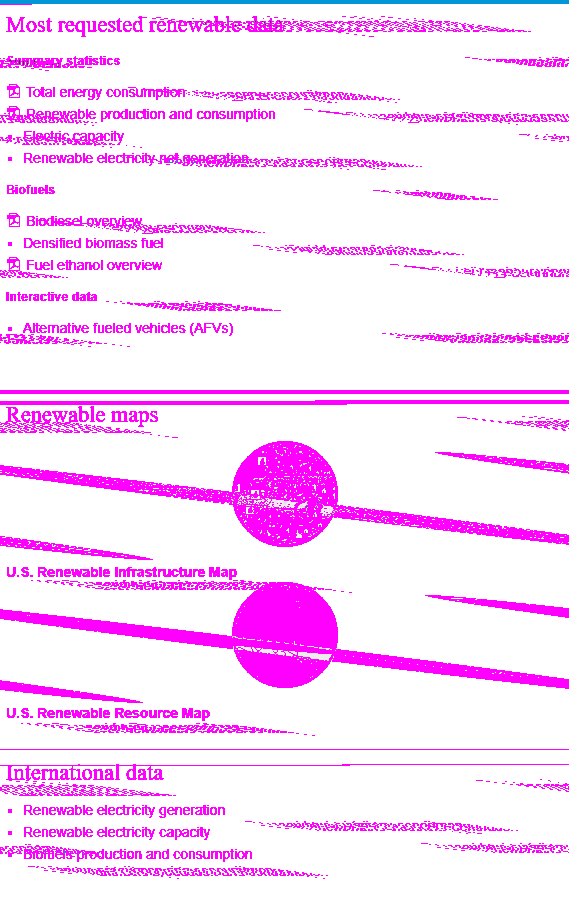 Most requested renewable data
Summary statistics
Total energy consumption
Renewable production and consumption
Electric capacity
Renewable electricity net generation
Biofuels
Biodiesel overview
Densified biomass fuel
Fuel ethanol overview
Interactive data
Alternative fueled vehicles (AFVs)
Renewable maps
U.S. Renewable Infrastructure Map
U.S. Renewable Resource Map
International data
Renewable electricity generation
Renewable electricity capacity
Biofuels production and consumption